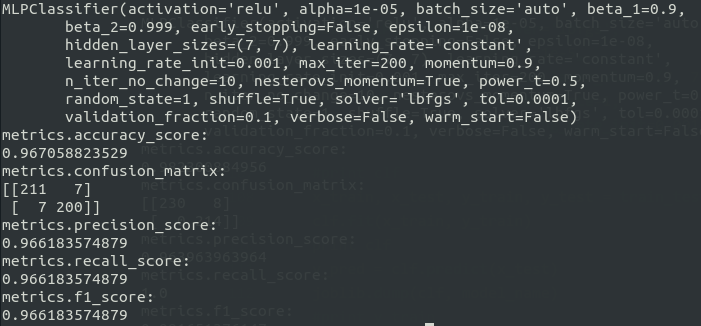 MLPClassifier(activation='relu', alpha=1e-05, batch_size='auto', beta_1=0.9,
beta_2=0.999, early_stopping=False, epsilon=1e-08,
hidden_layer_sizes=(7, 7), learning_rate='constant',
learning_rate_init=0.001, max_iter=200, momentum=0.9,
n_iter_no_change=10, nesterovs_momentum=True, power_t=0.5,
random_state=1, shuffle=True, solver='lbfgs', tol=0.0001,
validation_fraction=0.1, verbose=False, warm_start=False)
metrics.accuracy_score:
0.967058823529
metrics.confusion_matrix:
[[211   7]
 [  7 200]]
metrics.precision_score:
0.966183574879
metrics.recall_score:
0.966183574879
metrics.f1_score:
0.966183574879